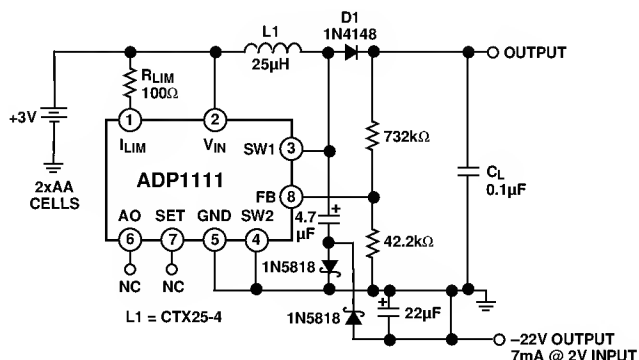 L1
25µH
D1
1N4148
OUTPUT
RLIM
100Ω
+3V
2xAA
CELLS
1
2
ILIM
VIN
SW1
3
ADP1111
FB
8
AO
SET
GND
SW2
6
7
5
4
NC
NC
L1 = CTX25-4
732kΩ
42.2kΩ
CL
0.1µF
4.7
µF
+
1N5818
1N5818
+
22µF
–22V OUTPUT
7mA @ 2V INPUT